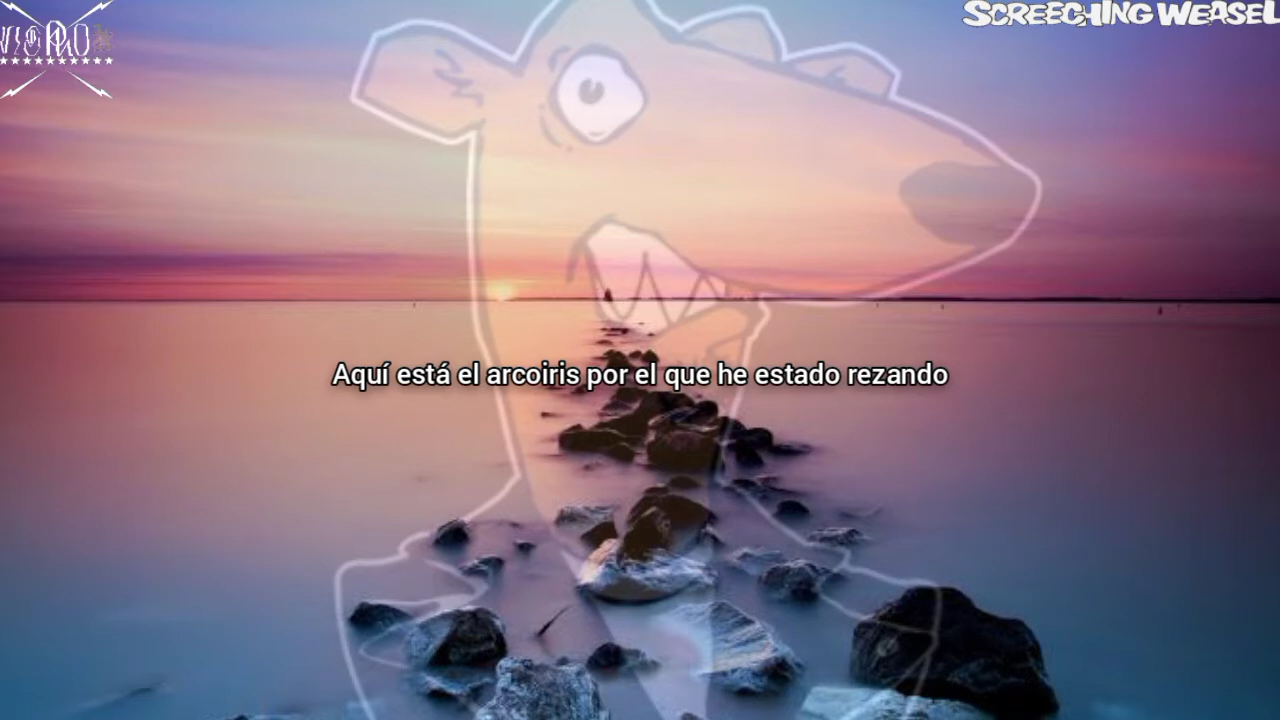 SCREECHING WEASEL
Aquí está el arcoiris por el que he estado rezando